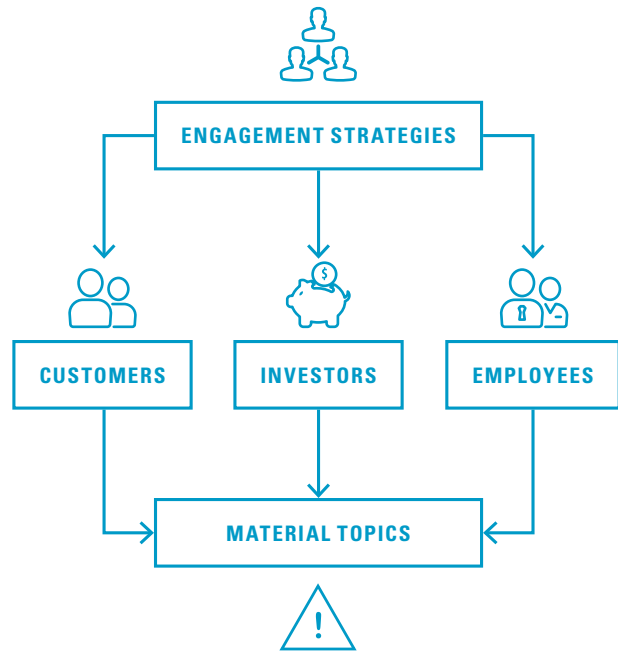 ENGAGEMENT STRATEGIES
$
CUSTOMERS
INVESTORS
EMPLOYEES
MATERIAL TOPICS
!